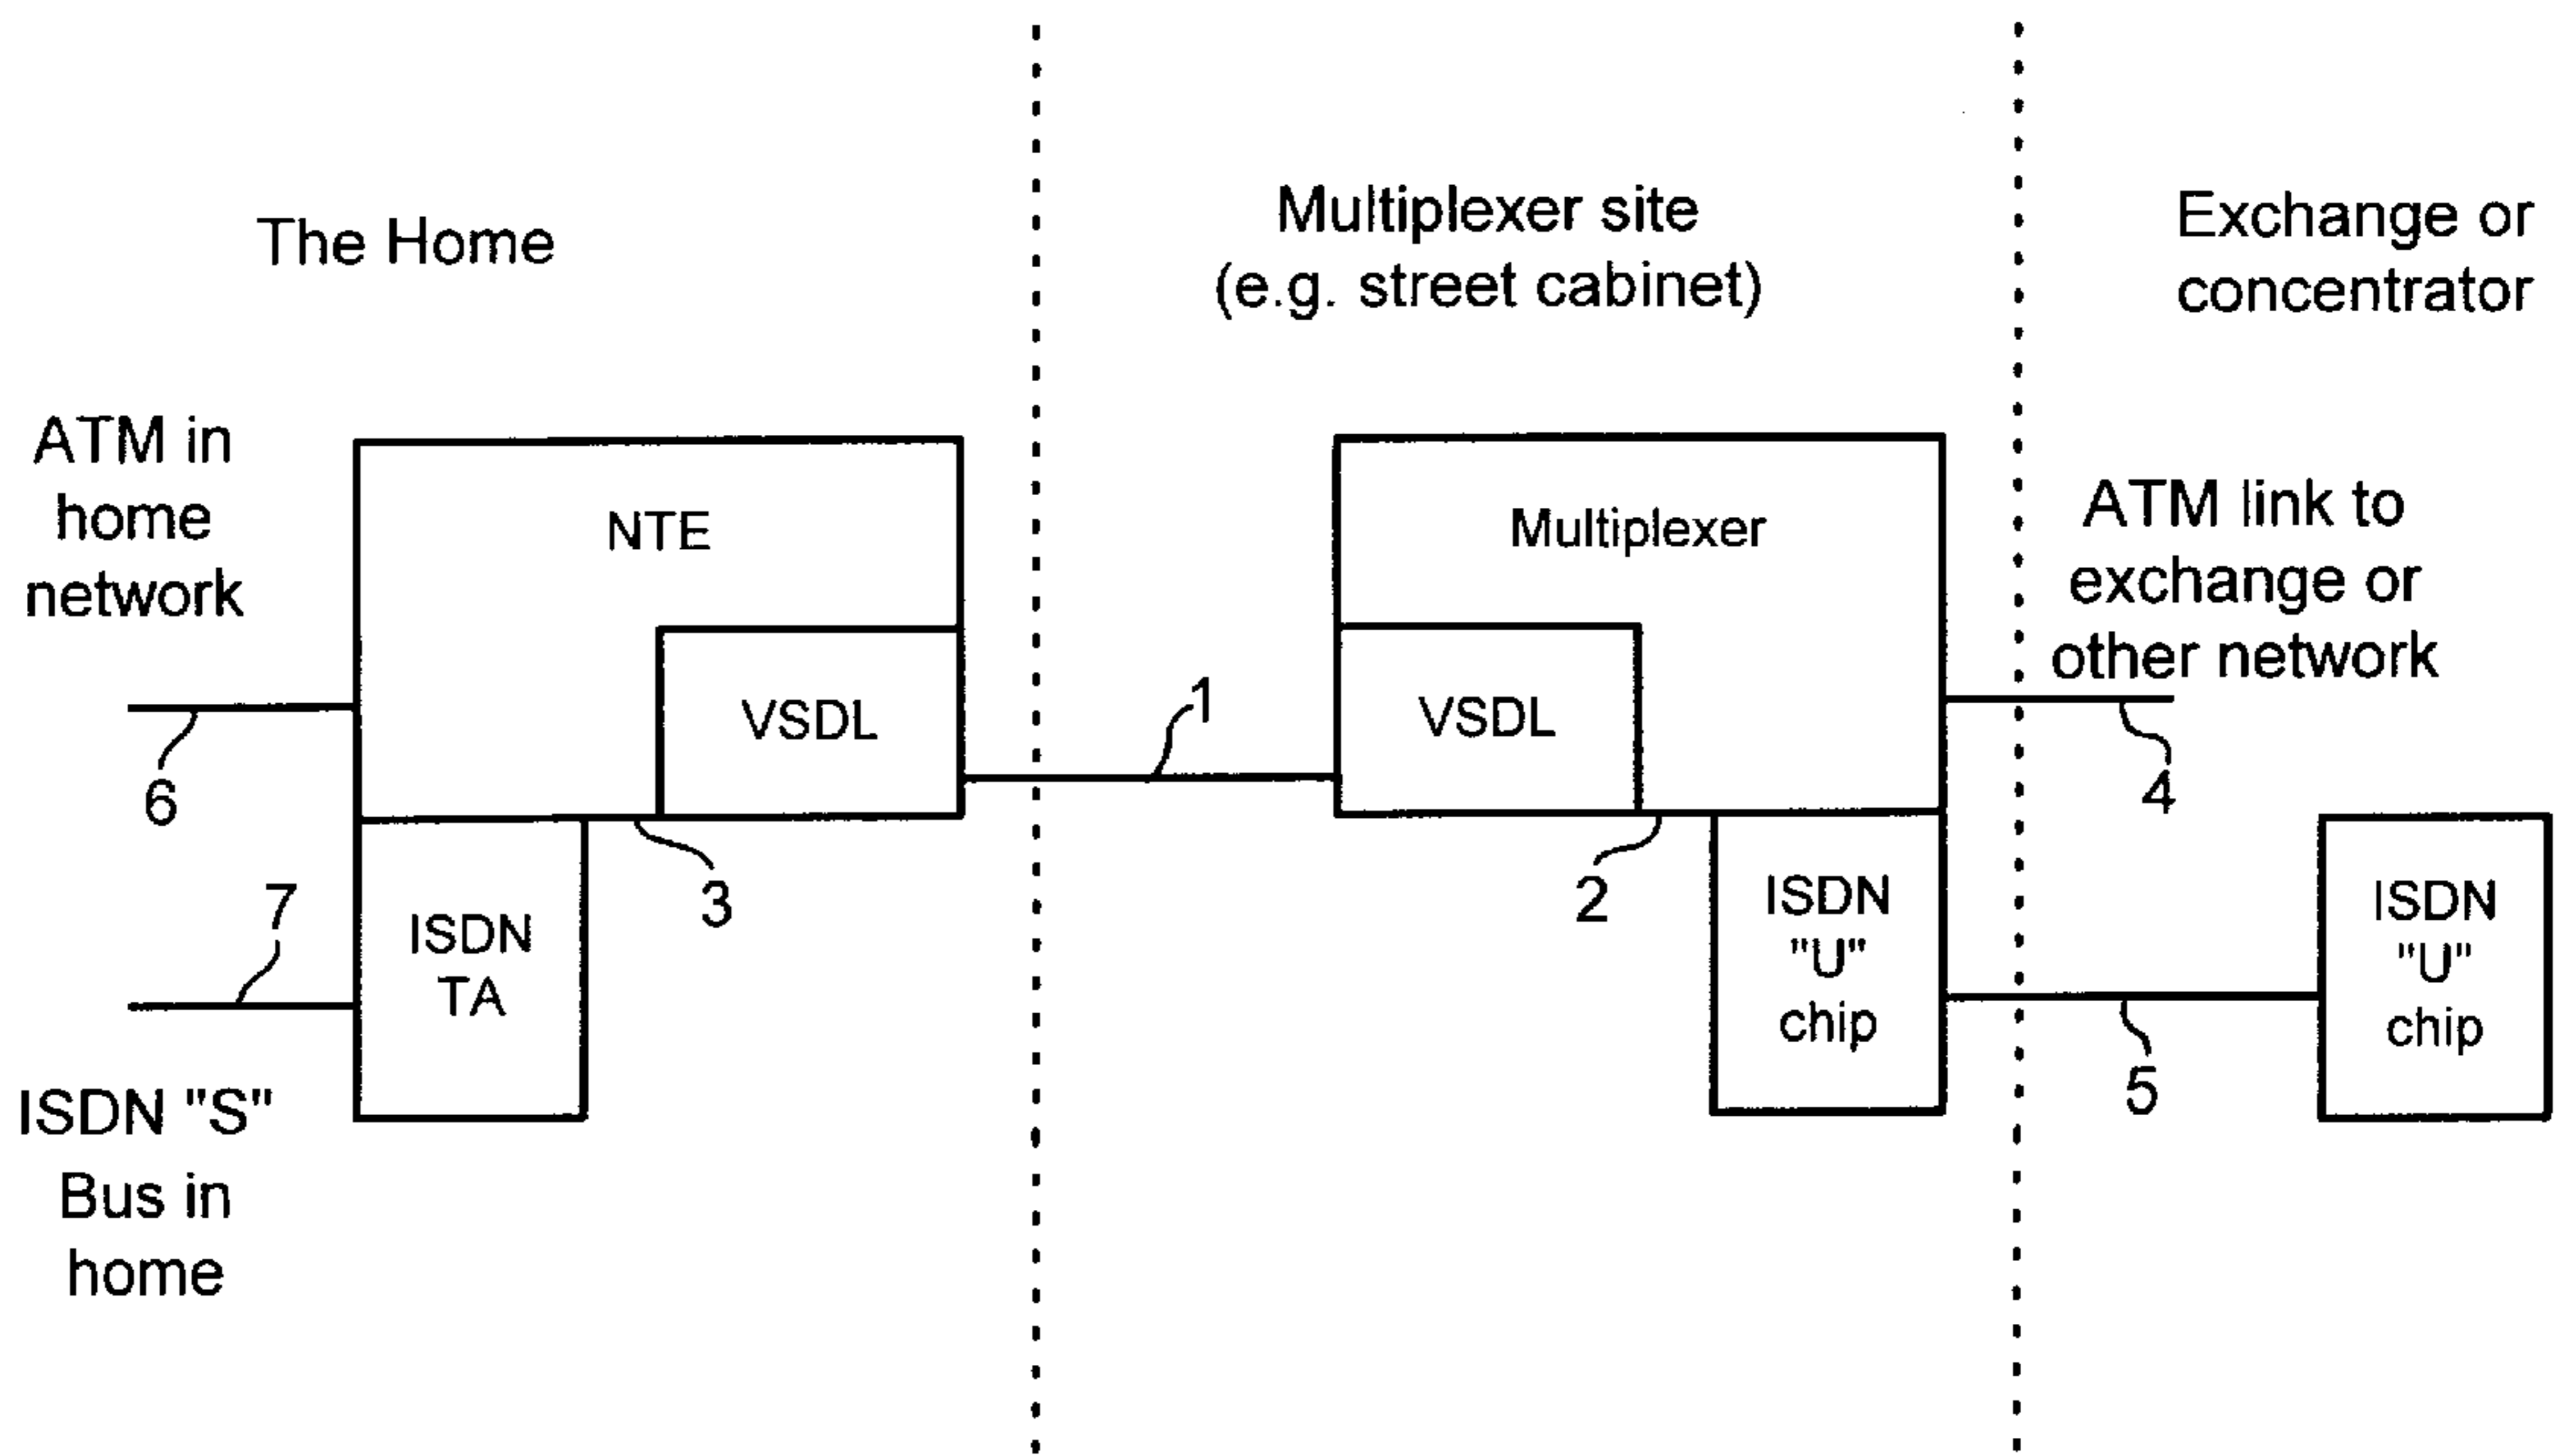 The Home
Multiplexer site
(e.g. street cabinet)
Exchange or
concentrator
ATM in
home
network
NTE
VSDL
6
7
ISDN
TA
3
ISDN "S"
Bus in
home
1
Multiplexer
VSDL
2
ISDN
"U"
chip
ATM link to
exchange or
other network
4
5
ISDN
"U"
chip